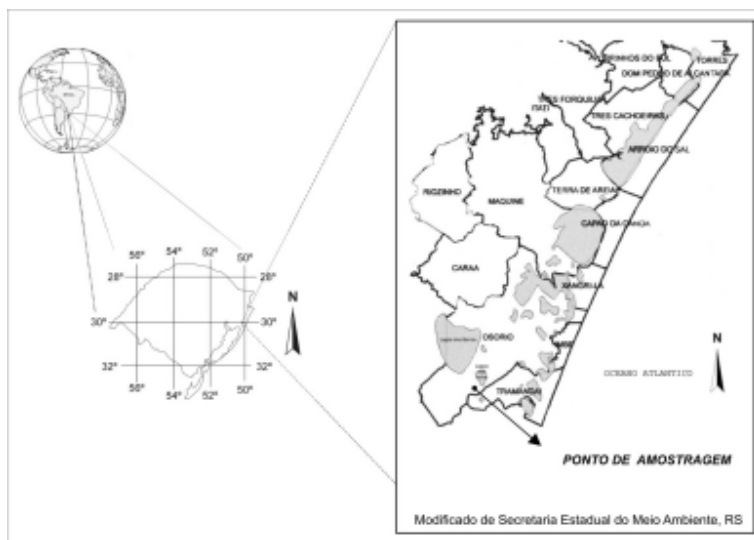 TORRES
DOM PEDRO DE ALCANTARA
TRES FORQUILHAS
ITATI
TRES CACHOEIRAS
ARROIO DO SAL
RIOZINHO
MAQUINE
TERRA DE AREIA
CAPAO DA CANOA
CARAA
XANGRI-LA
OSORIO
TRAMANDAI
N
OCEANO ATLANTICO
PONTO DE AMOSTRAGEM
Modificado de Secretaria Estadual do Meio Ambiente, RS
56° 54° 52° 50°
28° 28°
N
30° 30°
32° 32°
56° 54° 52° 50°